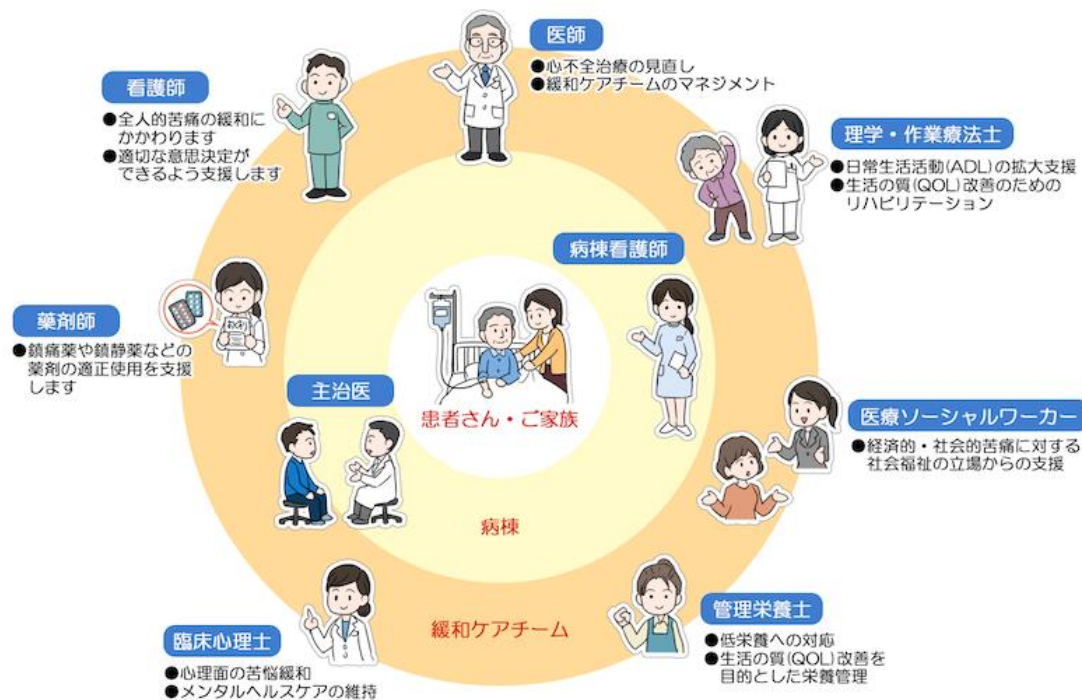 医師
●心不全治療の見直し
●緩和ケアチームのマネジメント
看護師
●全人的苦痛の緩和に
かかわります
●適切な意思決定が
できるよう支援します
理学・作業療法士
●日常生活活動(ADL)の拡大支援
●生活の質(QOL)改善のための
リハビリテーション
病棟看護師
薬剤師
●鎮痛薬や鎮静薬などの
薬剤の適正使用を支援
します
主治医
患者さん・ご家族
医療ソーシャルワーカー
●経済的・社会的苦痛に対する
社会福祉の立場からの支援
病棟
緩和ケアチーム
臨床心理士
●心理面の苦悩緩和
●メンタルヘルスケアの維持
管理栄養士
●低栄養への対応
●生活の質(QOL)改善を
目的とした栄養管理